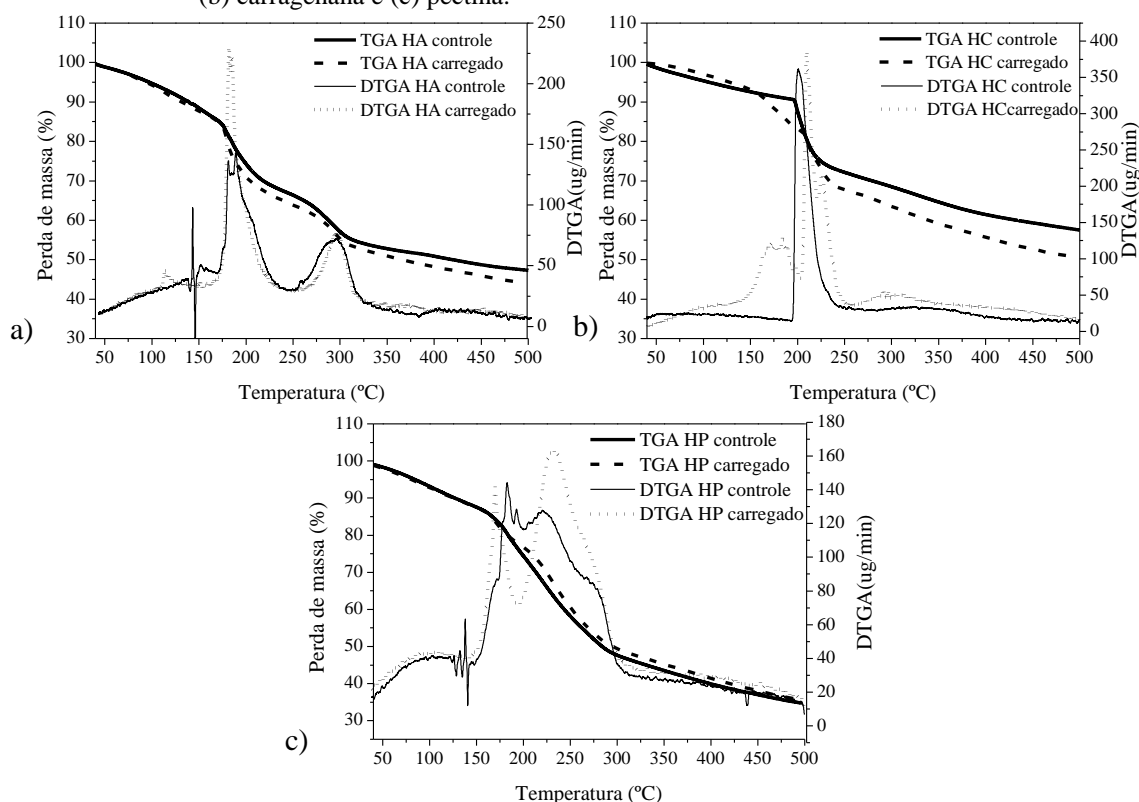 (b) carragenana e (c) pectina.
110
100
90
80
70
60
50
40
30
Perda de massa (%)
TGA HA controle
TGA HA carregado
DTGA HA controle
DTGA HA carregado
250
200
150
100
50
0
DTGA(ug/min)
50 100 150 200 250 300 350 400 450 500
Temperatura (ºC)
a)
110
100
90
80
70
60
50
40
30
Perda de massa (%)
TGA HC controle
TGA HC carregado
DTGA HC controle
DTGA HCcarregado
400
350
300
250
200
150
100
50
0
DTGA(ug/min)
50 100 150 200 250 300 350 400 450 500
Temperatura (ºC)
b)
110
100
90
80
70
60
50
40
30
Perda de massa (%)
TGA HP controle
TGA HP carregado
DTGA HP controle
DTGA HP carregado
180
160
140
120
100
80
60
40
20
0
DTGA(ug/min)
50 100 150 200 250 300 350 400 450 500
Temperatura (ºC)
c)